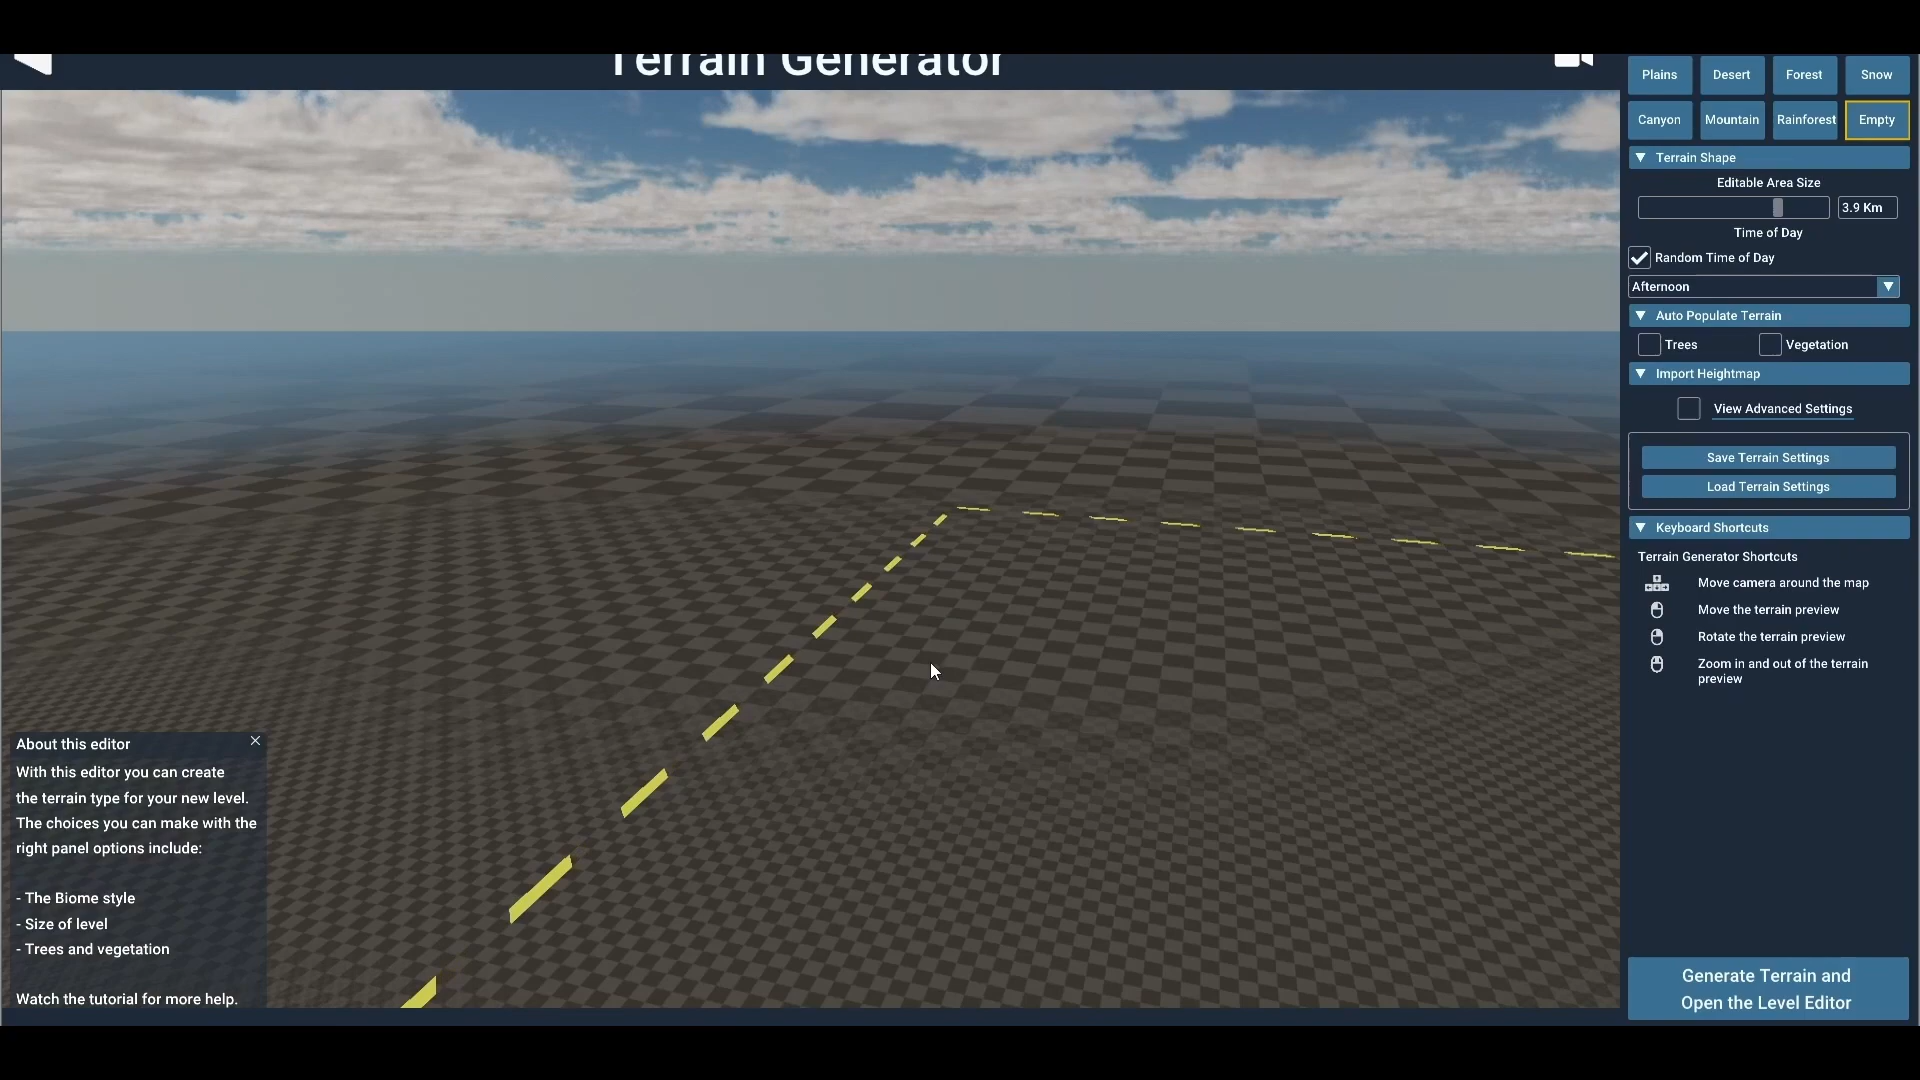 Terrain Generator
Plains
Desert
Forest
Snow
Canyon
Mountain
Rainforest
Empty
Terrain Shape
Editable Area Size
3.9 Km
Time of Day
Random Time of Day
Afternoon
Auto Populate Terrain
Trees
Vegetation
Import Heightmap
View Advanced Settings
Save Terrain Settings
Load Terrain Settings
Keyboard Shortcuts
Terrain Generator Shortcuts
Move camera around the map
Move the terrain preview
Rotate the terrain preview
Zoom in and out of the terrain
preview
About this editor
With this editor you can create
the terrain type for your new level.
The choices you can make with the
right panel options include:
- The Biome style
- Size of level
- Trees and vegetation
Watch the tutorial for more help.
Generate Terrain and
Open the Level Editor